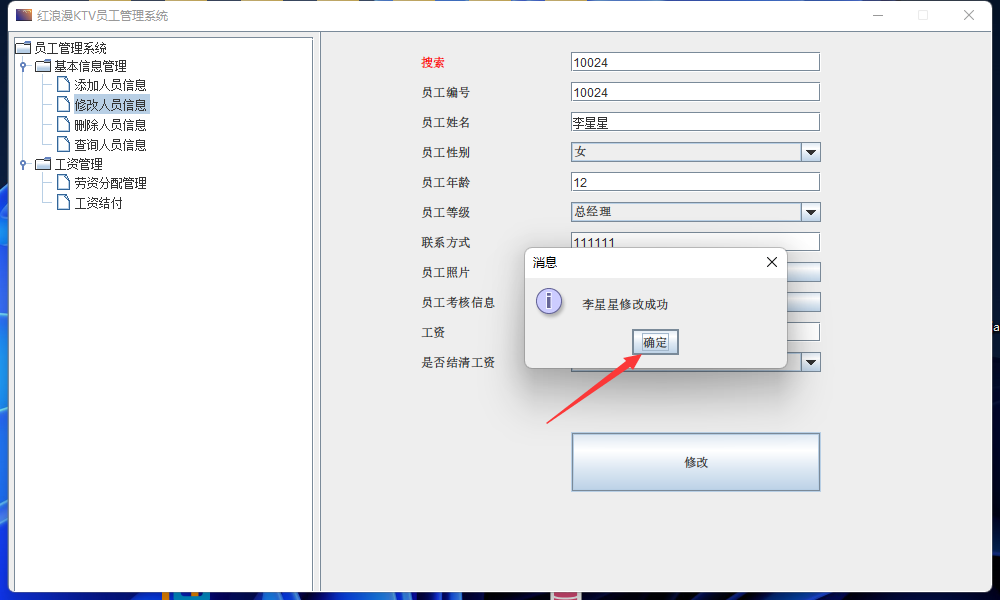 红浪漫KTV员工管理系统
员工管理系统
基本信息管理
添加人员信息
修改人员信息
删除人员信息
查询人员信息
工资管理
劳资分配管理
工资结付
搜索 10024
员工编号 10024
员工姓名 李星星
员工性别 女
员工年龄 12
员工等级 总经理
联系方式 111111
员工照片
员工考核信息
工资
是否结清工资
消息
i
李星星修改成功
确定
修改
a